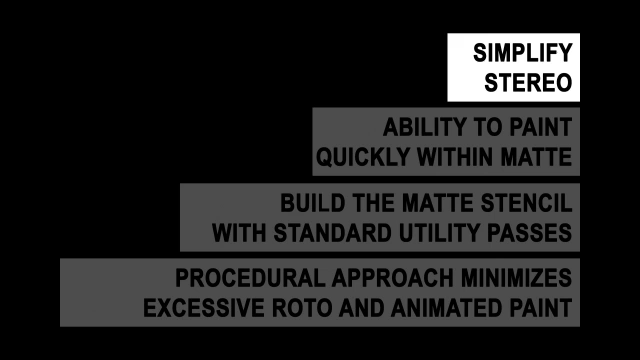 SIMPLIFY
STEREO
ABILITY TO PAINT
QUICKLY WITHIN MATTE
BUILD THE MATTE STENCIL
WITH STANDARD UTILITY PASSES
PROCEDURAL APPROACH MINIMIZES
EXCESSIVE ROTO AND ANIMATED PAINT